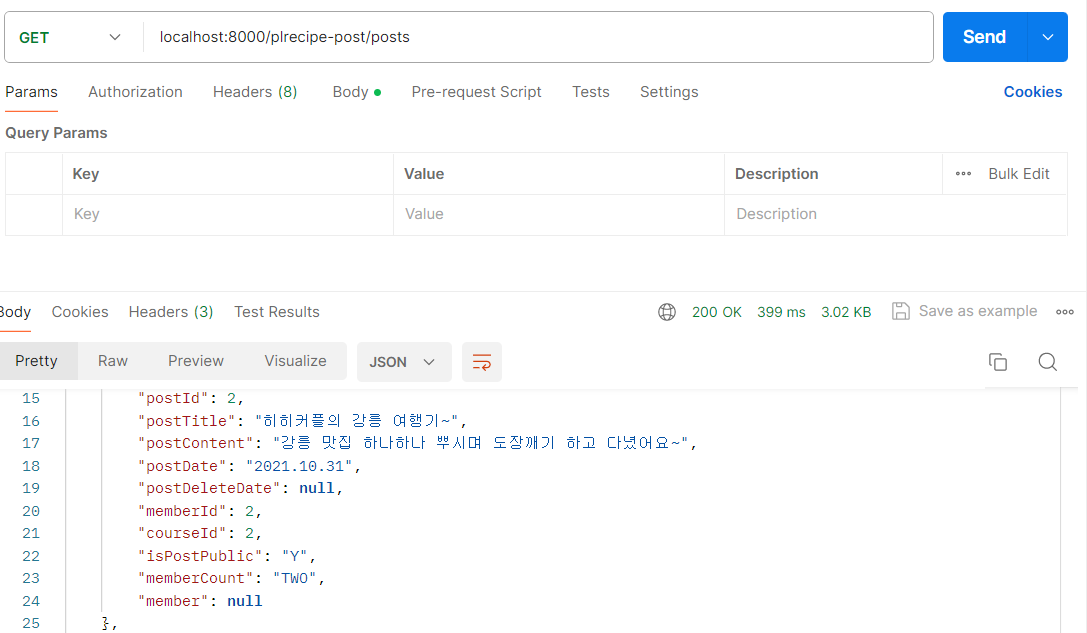 GET localhost:8000/plrecipe-post/posts Send
Params Authorization Headers (8) Body Pre-request Script Tests Settings Cookies
Query Params
Key Value Description Bulk Edit
Key Value Description
Body Cookies Headers (3) Test Results 200 OK 399 ms 3.02 KB Save as example
Pretty Raw Preview Visualize JSON
15 "postId": 2,
16 "postTitle": "히히커플의 강릉 여행기~",
17 "postContent": "강릉 맛집 하나하나 뿌시며 도장깨기 하고 다녔어요~",
18 "postDate": "2021.10.31",
19 "postDeleteDate": null,
20 "memberId": 2,
21 "courseId": 2,
22 "isPostPublic": "Y",
23 "memberCount": "TWO",
24 "member": null
25 },